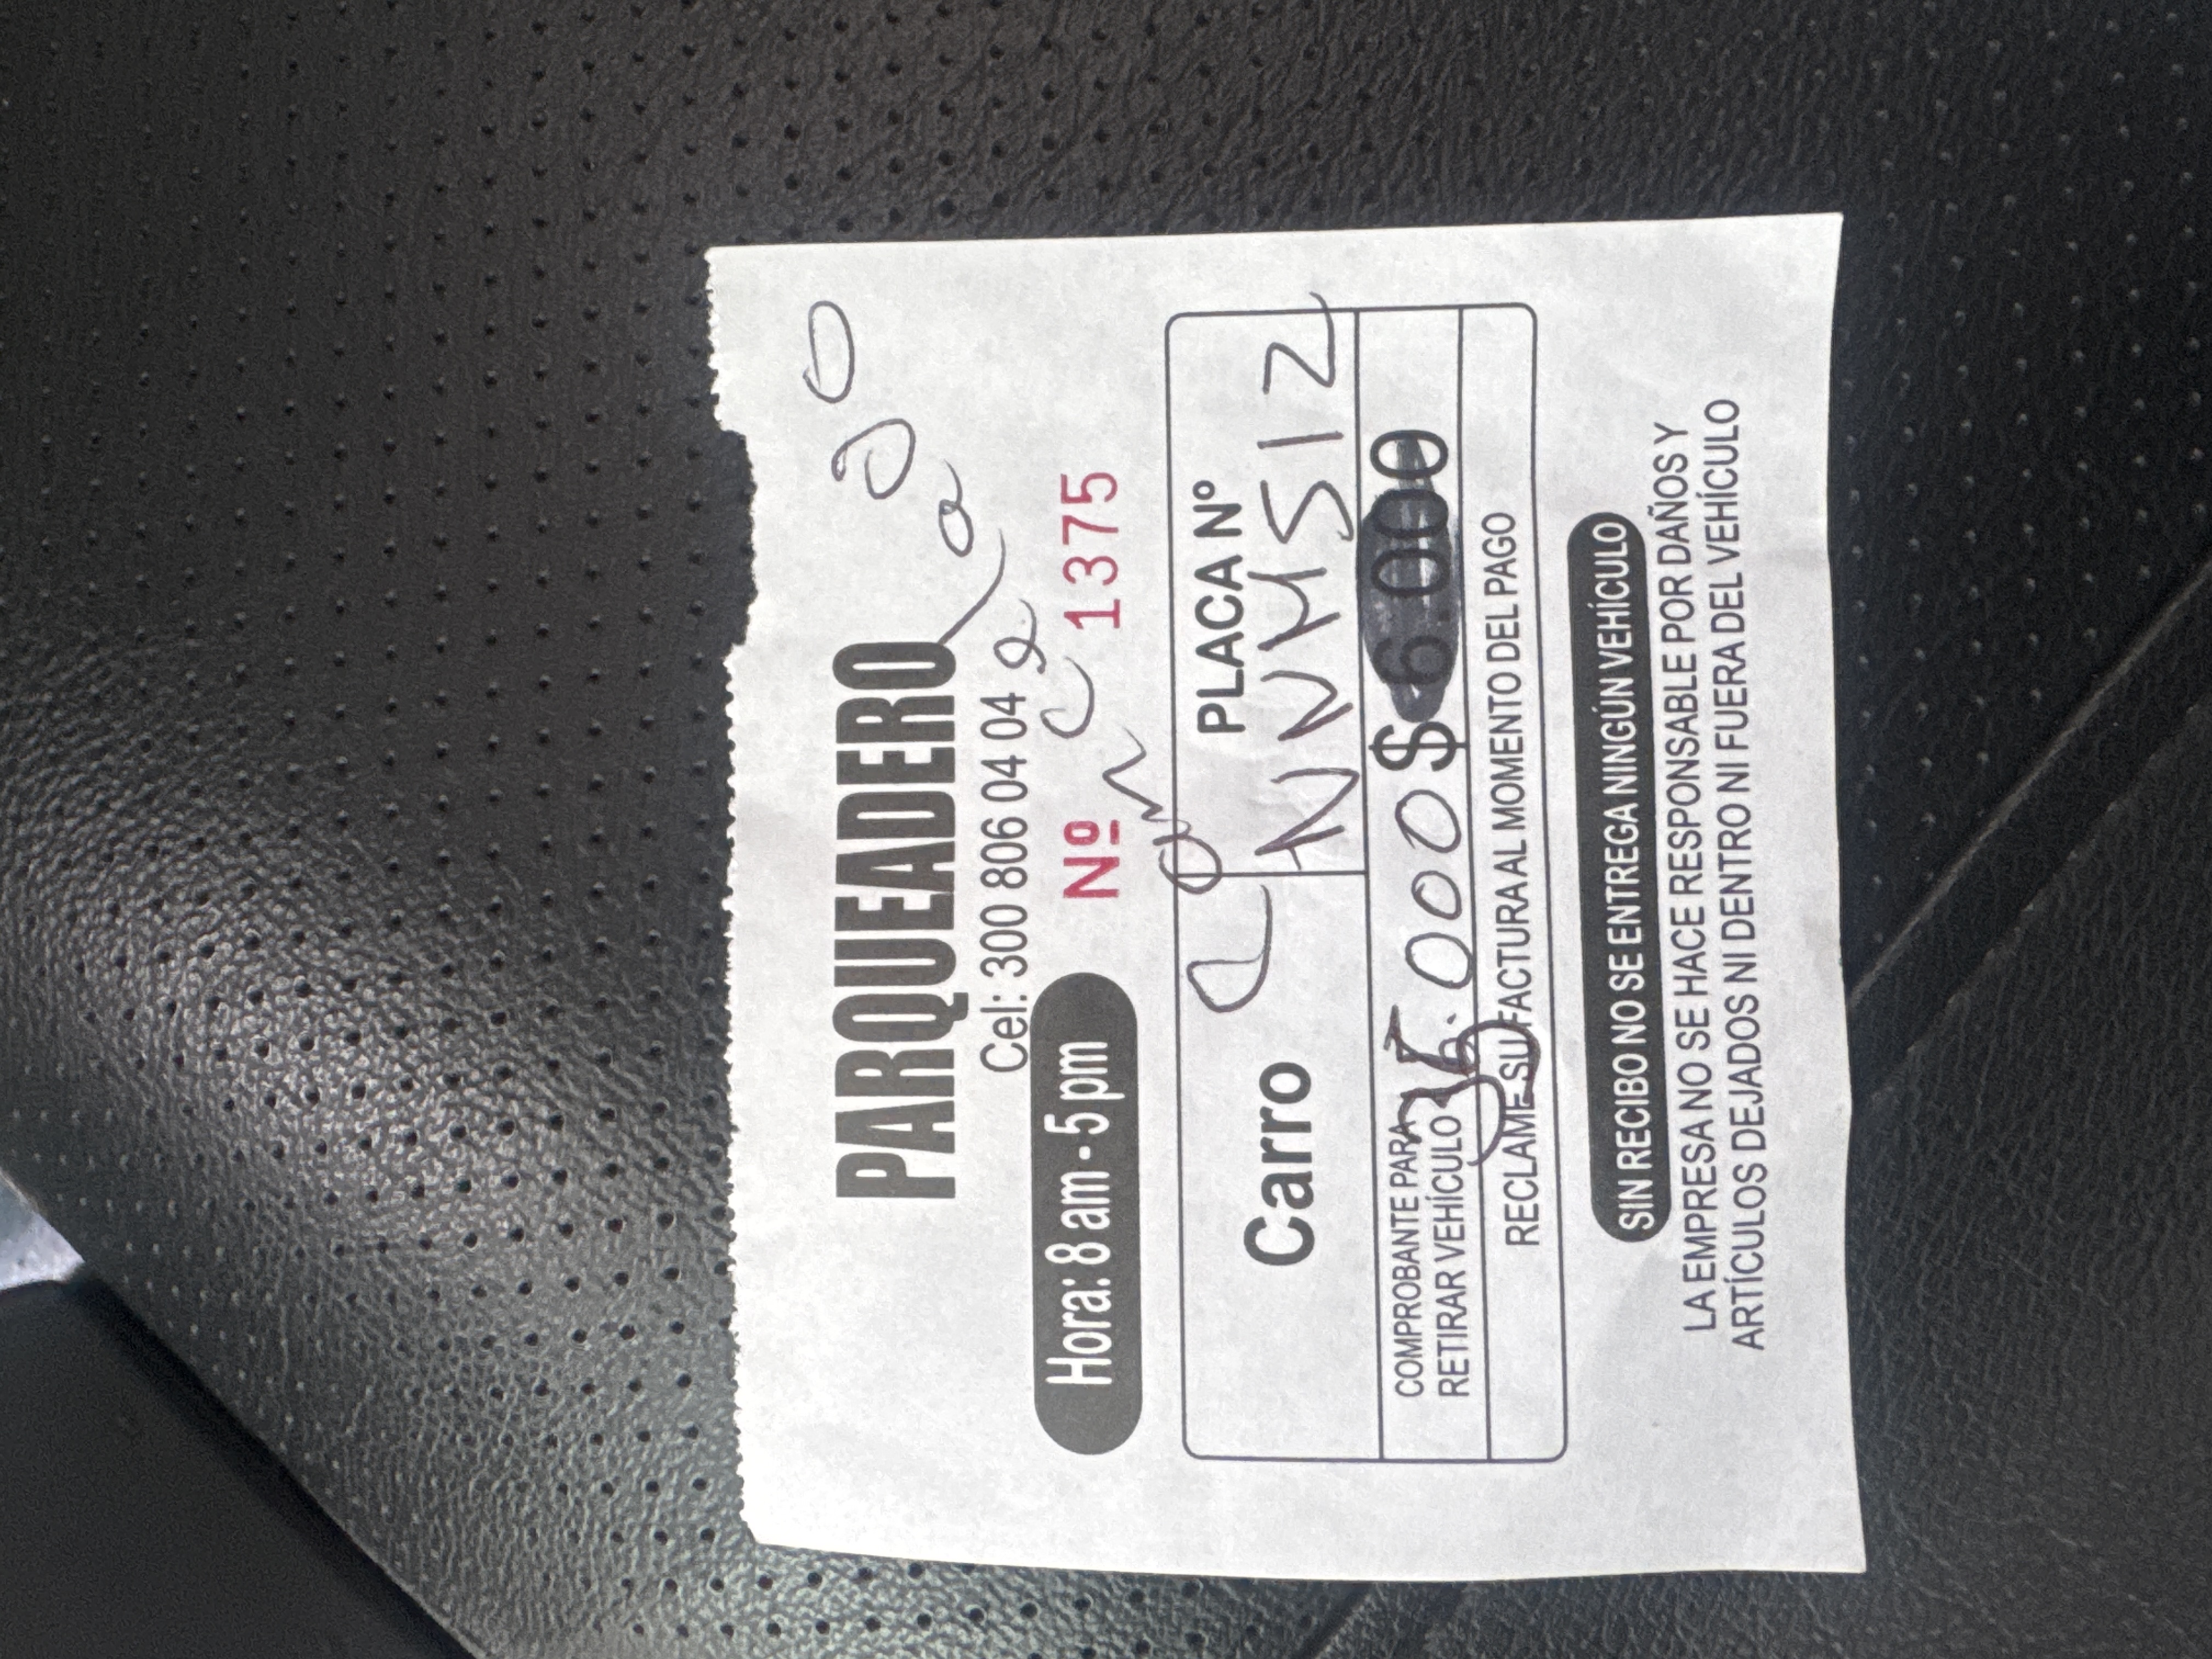 PARQUEADERO
Cel: 300 806 04 04
Hora: 8 am - 5 pm
Nº 1375
Carro
PLACA Nº
NVM512
COMPROBANTE PARA
RETIRAR VEHÍCULO
$ 6.000
RECLAME SU FACTURA AL MOMENTO DEL PAGO
SIN RECIBO NO SE ENTREGA NINGÚN VEHÍCULO
LA EMPRESA NO SE HACE RESPONSABLE POR DAÑOS Y
ARTÍCULOS DEJADOS NI DENTRO NI FUERA DEL VEHÍCULO